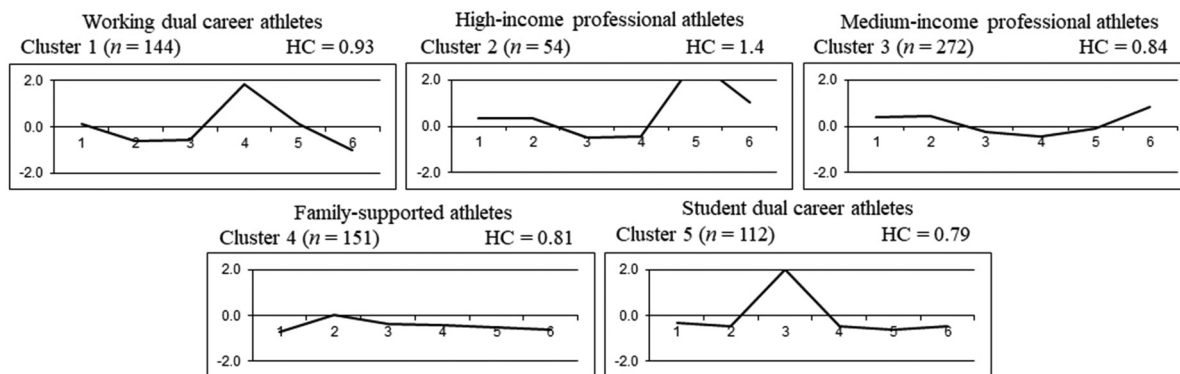 Working dual career athletes
Cluster 1 (n = 144) HC = 0.93
2.0
0.0
-2.0
1 2 3 4 5 6
High-income professional athletes
Cluster 2 (n = 54) HC = 1.4
2.0
0.0
-2.0
1 2 3 4 5 6
Medium-income professional athletes
Cluster 3 (n = 272) HC = 0.84
2.0
0.0
-2.0
1 2 3 4 5 6
Family-supported athletes
Cluster 4 (n = 151) HC = 0.81
2.0
0.0
-2.0
1 2 3 4 5 6
Student dual career athletes
Cluster 5 (n = 112) HC = 0.79
2.0
0.0
-2.0
1 2 3 4 5 6